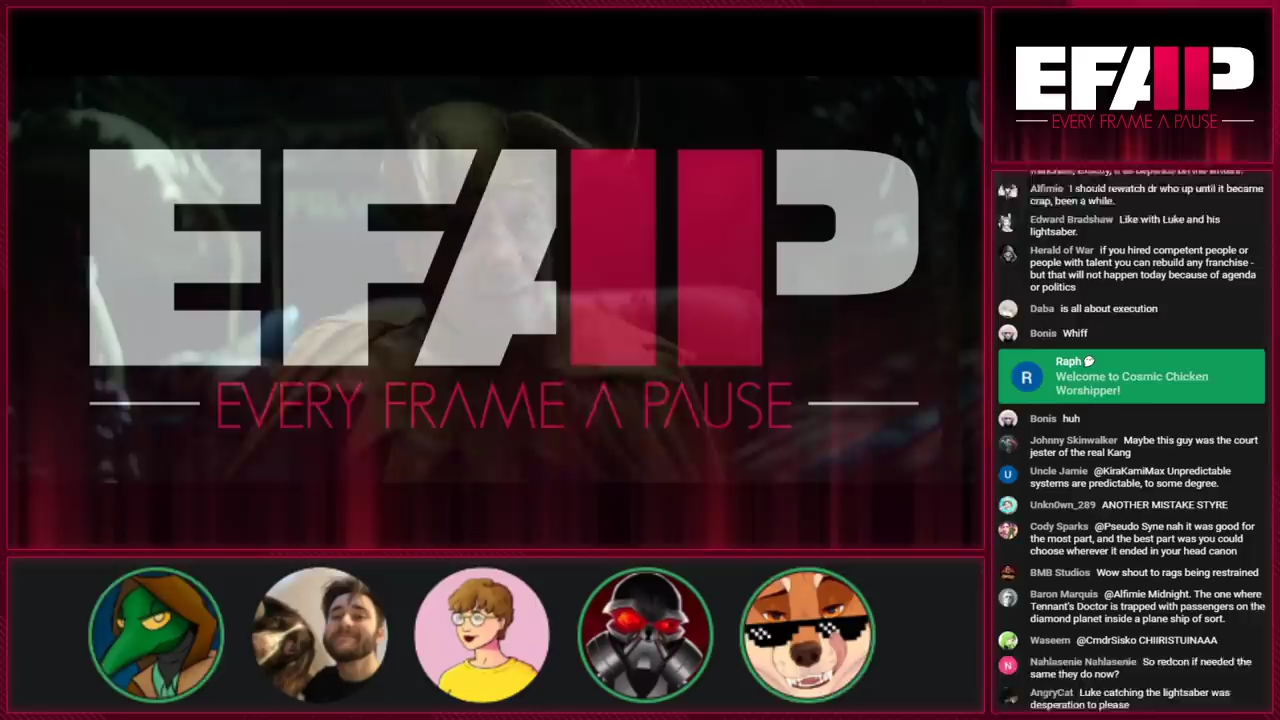 EFAP
EVERY FRAME A PAUSE
EFAP
EVERY FRAME A PAUSE
Alfimie I should rewatch dr who up until it became
crap, been a while.
Edward Bradshaw Like with Luke and his
lightsaber.
Herald of War if you hired competent people or
people with talent you can rebuild any franchise -
but that will not happen today because of agenda
or politics
Daba is all about execution
Bonis Whiff
R
Raph
Welcome to Cosmic Chicken
Worshipper!
Bonis huh
Johnny Skinwalker Maybe this guy was the court
jester of the real Kang
U
Uncle Jamie @KiraKamiMax Unpredictable
systems are predictable, to some degree.
Unkn0wn_289 ANOTHER MISTAKE STYRE
Cody Sparks @Pseudo Syne nah it was good for
the most part, and the best part was you could
choose wherever it ended in your head canon
BMB Studios Wow shout to rags being restrained
Baron Marquis @Alfimie Midnight. The one where
Tennant's Doctor is trapped with passengers on the
diamond planet inside a plane ship of sort.
Waseem @CmdrSisko CHIIRISTUINAAA
N
Nahlasenie Nahlasenie So redcon if needed the
same they do now?
AngryCat Luke catching the lightsaber was
desperation to please